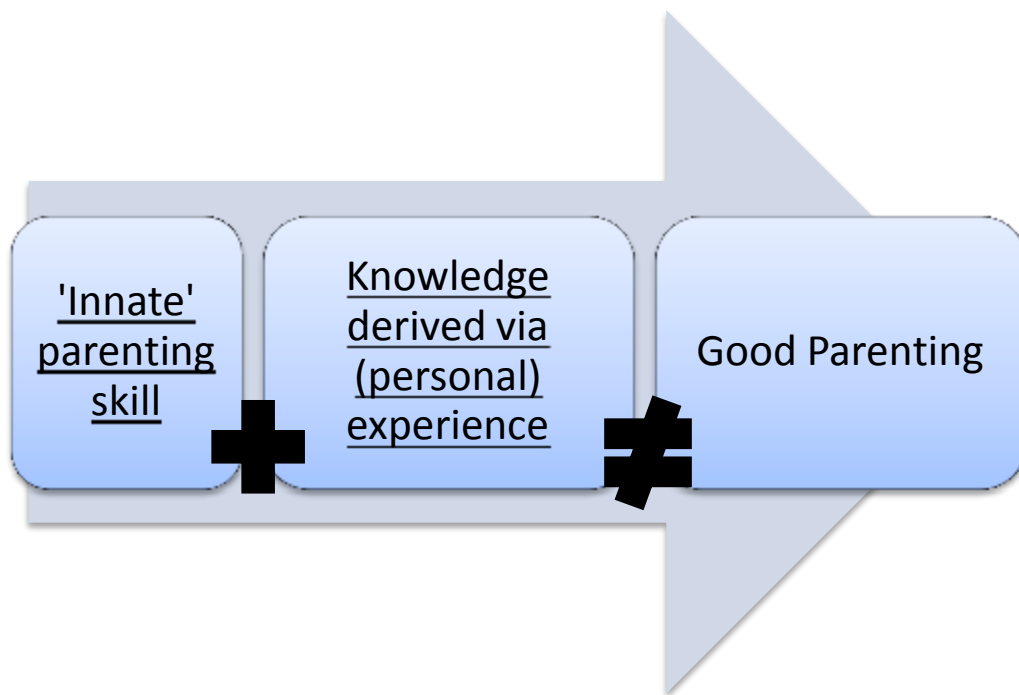 'Innate'
parenting
skill
Knowledge
derived via
(personal)
experience
Good Parenting